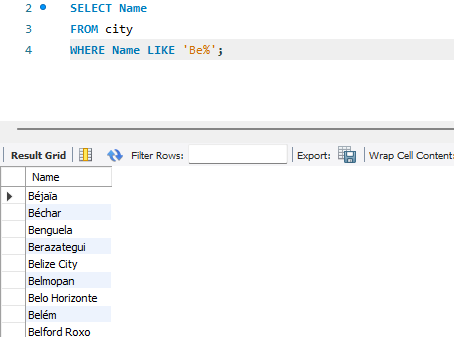 2 SELECT Name
3 FROM city
4 WHERE Name LIKE 'Be%';
Result Grid Filter Rows: Export: Wrap Cell Content:
Name
Béjaïa
Béchar
Benguela
Berazategui
Belize City
Belmopan
Belo Horizonte
Belém
Belford Roxo